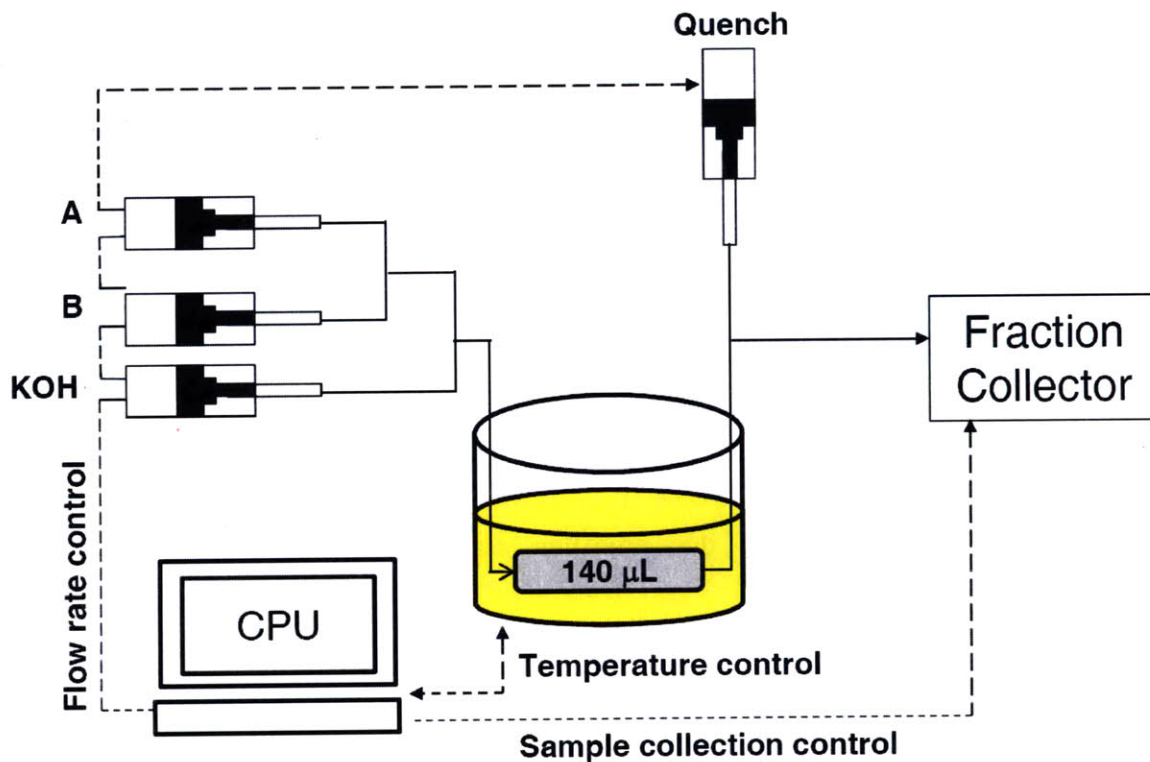 Quench
A
B
KOH
Fraction
Collector
Flow rate control
140 μL
CPU
Temperature control
Sample collection control